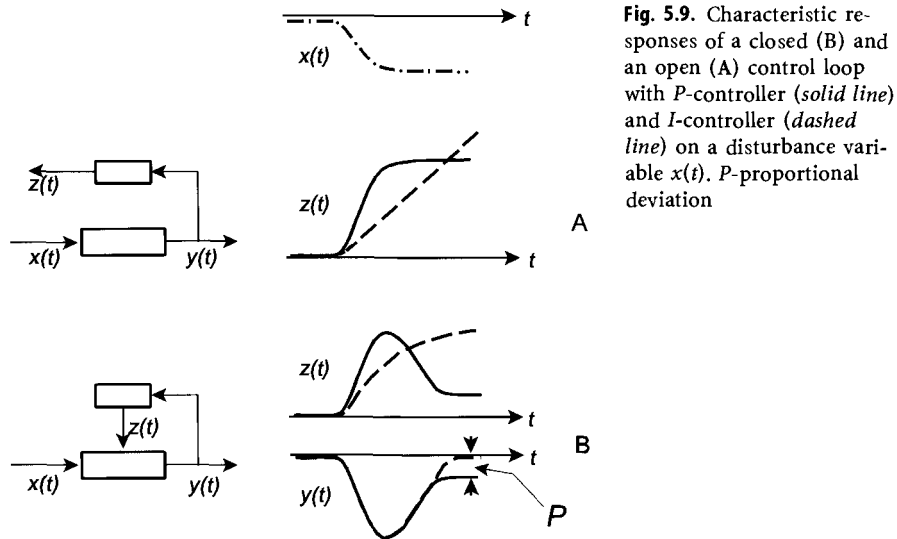 t
x(t)
Fig. 5.9. Characteristic re-
sponses of a closed (B) and
an open (A) control loop
with P-controller (solid line)
and I-controller (dashed
line) on a disturbance vari-
able x(t). P-proportional
deviation
z(t)
x(t)
y(t)
z(t)
t
A
z(t)
x(t)
y(t)
z(t)
t
B
y(t)
t
P